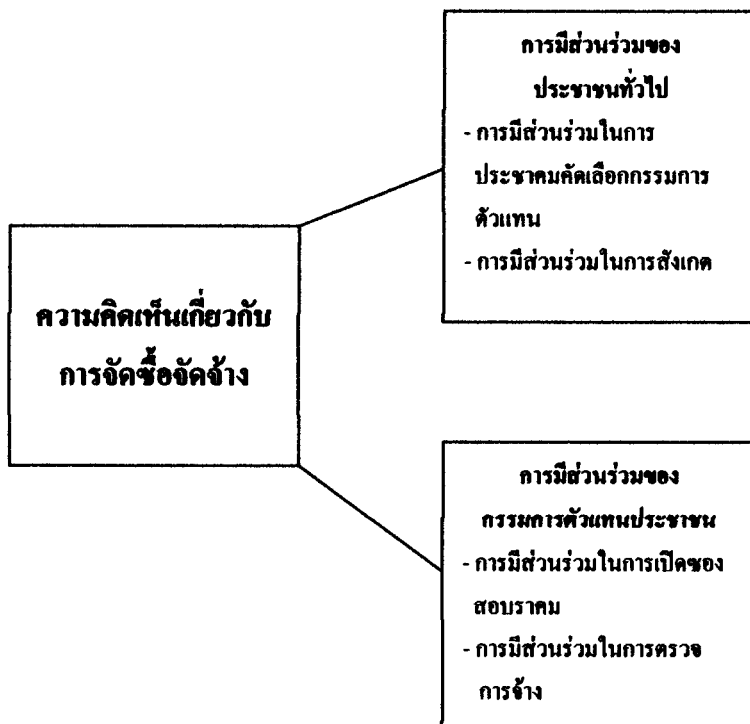 การมีส่วนร่วมของ
ประชาชนทั่วไป
- การมีส่วนร่วมในการ
ประชาคมคัดเลือกกรรมการ
ตัวแทน
- การมีส่วนร่วมในการสังเกต
ความคิดเห็นเกี่ยวกับ
การจัดซื้อจัดจ้าง
การมีส่วนร่วมของ
กรรมการตัวแทนประชาชน
- การมีส่วนร่วมในการเปิดซอง
สอบราคม
- การมีส่วนร่วมในการตรวจ
การจ้าง